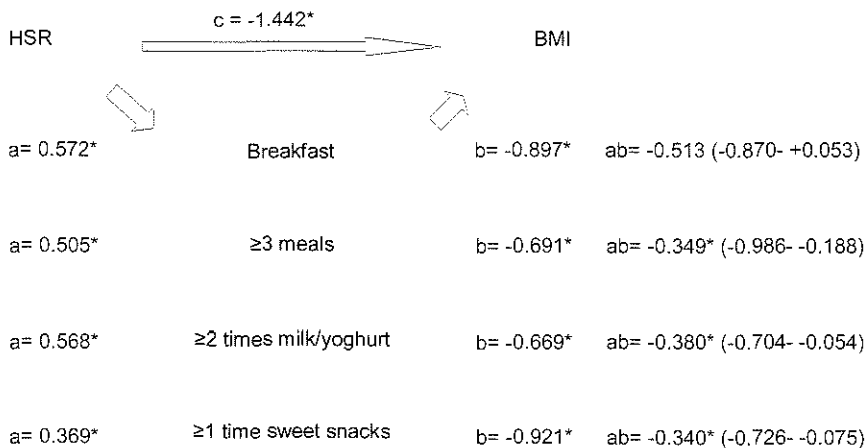 c = -1.442*
HSR BMI
a= 0.572* Breakfast b= -0.897* ab= -0.513 (-0.870- +0.053)
a= 0.505* ≥3 meals b= -0.691* ab= -0.349* (-0.986- -0.188)
a= 0.568* ≥2 times milk/yoghurt b= -0.669* ab= -0.380* (-0.704- -0.054)
a= 0.369* ≥1 time sweet snacks b= -0.921* ab= -0.340* (-0.726- -0.075)